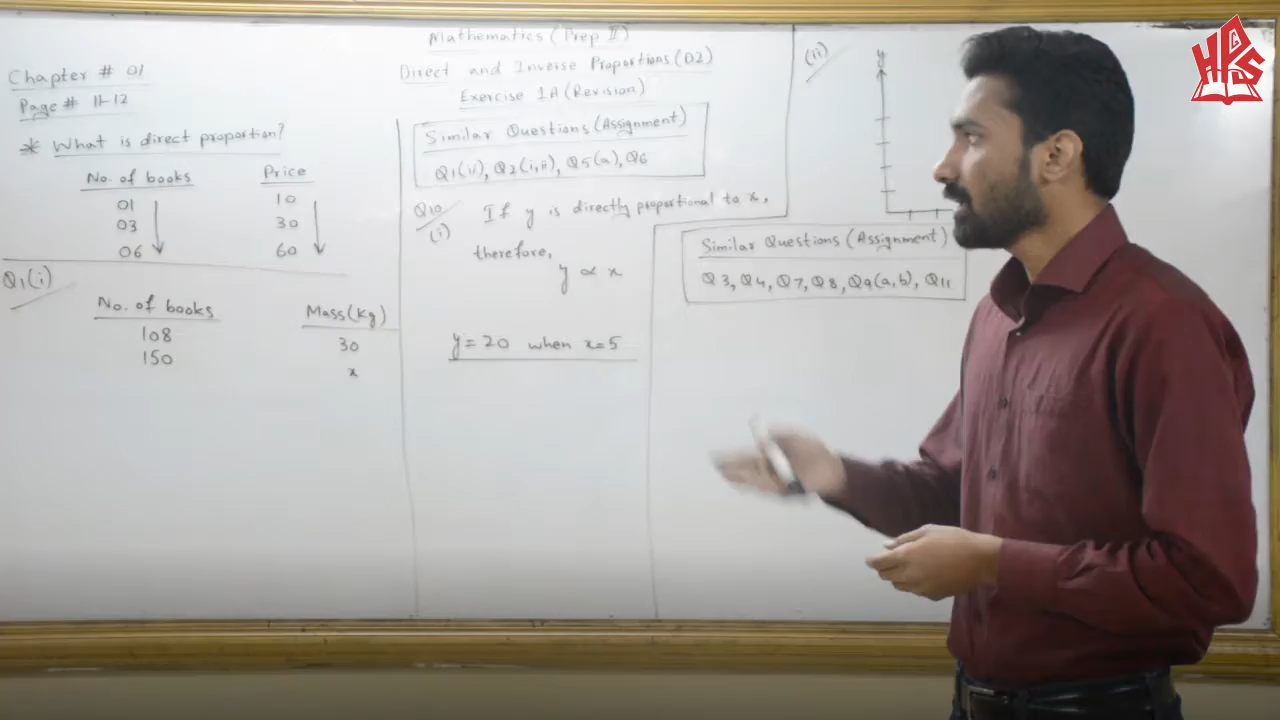 Mathematics (Prep II)
Direct and Inverse Proportions (D2)
Exercise 1A (Revision)
Chapter # 01
Page # 11-12
* What is direct proportion?
No. of books Price
01 10
03 30
06 60
Q1(i)
No. of books Mass (Kg)
108 30
150 x
Similar Questions (Assignment)
Q1(ii), Q2(i,ii), Q5(a), Q6
Q10
(i) If y is directly proportional to x,
therefore,
y ∝ x
y = 20 when x=5
(ii)
y
Similar Questions (Assignment)
Q3, Q4, Q7, Q8, Q9(a,b), Q11
HPGS